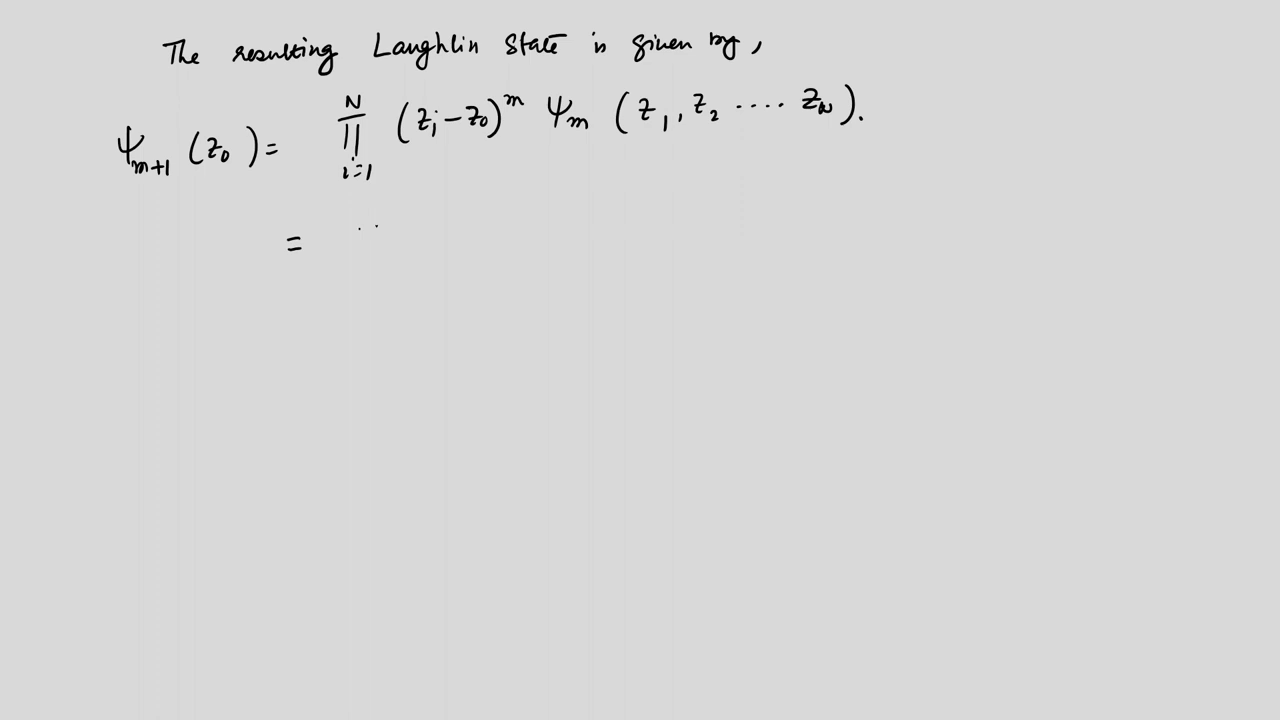 The resulting Laughlin state is given by,
ψ_{m+1} (z_0) = ∏_{i=1}^{N} (z_i - z_0)^m ψ_m (z_1, z_2 .... z_N).
=